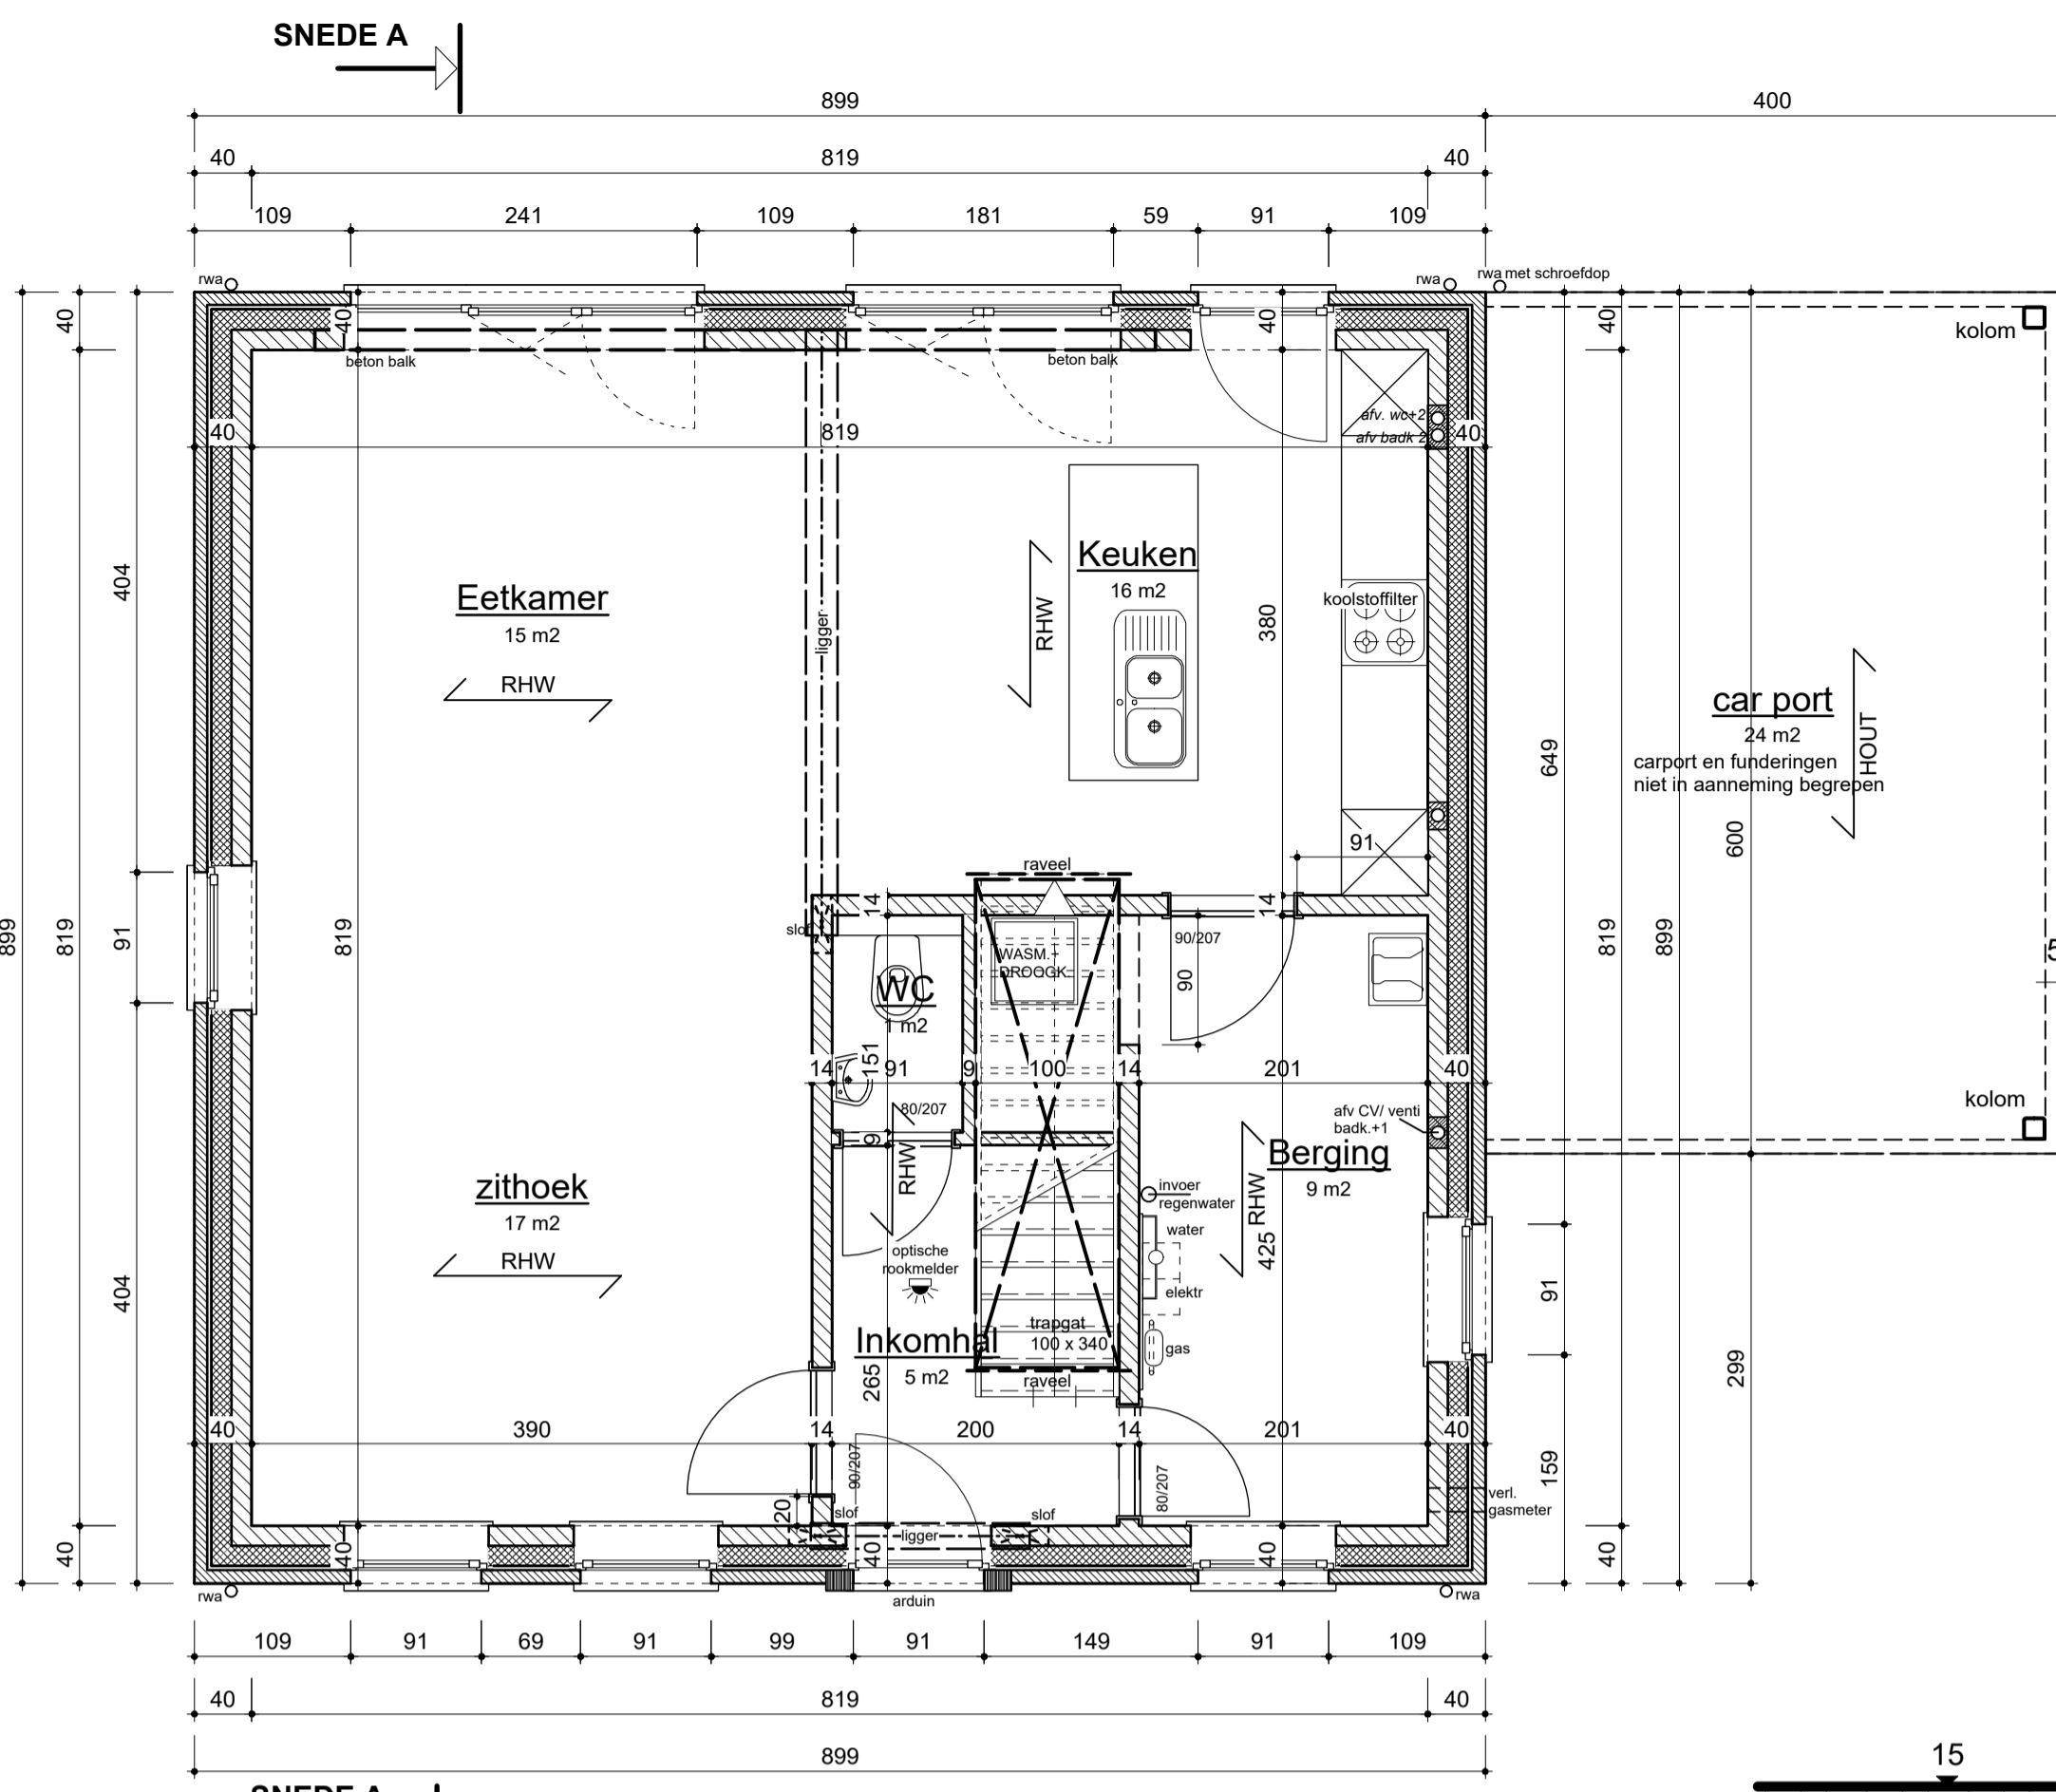 SNEDE A
899
400
40
819
40
109
241
109
181
59
91
109
rwa
rwa
rwa met schroefdop
40
40
40
40
kolom
beton balk
beton balk
afv. wc+2
afv badk 2
40
819
40
404
Eetkamer
15 m2
RHW
ligger
Keuken
16 m2
RHW
380
koolstoffilter
car port
24 m2
carport en funderingen
niet in aanneming begrepen
HOUT
649
600
91
raveel
14
14
899
819
91
819
slof
WC
1 m2
WASM.+
DROOGK.
90/207
90
819
899
14
151
91
9
100
14
201
40
80/207
9
afv CV/ venti
badk.+1
kolom
RHW
Berging
9 m2
zithoek
17 m2
RHW
404
optische
rookmelder
invoer
regenwater
water
elektr
gas
RHW
425
91
Inkomhal
5 m2
265
trapgat
100 x 340
raveel
299
40
390
14
200
14
201
40
90/207
80/207
159
20
slof
slof
ligger
verl.
gasmeter
40
40
40
40
40
rwa
arduin
rwa
109
91
69
91
99
91
149
91
109
40
819
40
899
15
SNEDE A